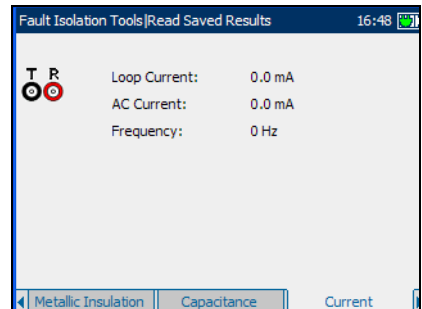 Fault Isolation Tools|Read Saved Results 16:48
T R
Loop Current: 0.0 mA
AC Current: 0.0 mA
Frequency: 0 Hz
Metallic Insulation Capacitance Current